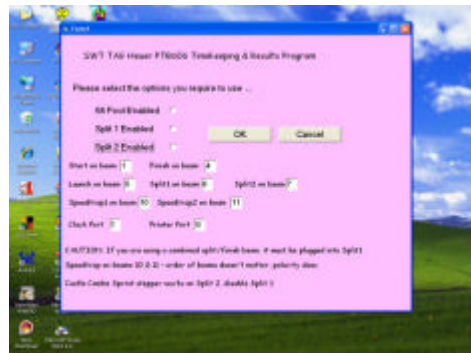 SWT TAG Heuer PTB606 Timekeeping & Results Program
Please select the options you require to use ...
64 Foot Enabled
Split 1 Enabled
Split 2 Enabled
OK Cancel
Start on beam 1 Finish on beam 4
Launch on beam Split1 on beam 6 Split2 on beam 7
Speedtrap1 on beam 10 Speedtrap2 on beam 11
Clock Port Printer Port
CAUTION: If you are using a combined split/finish beam it must be plugged into Split1
Speedtrap on beams 10 & 11 - order of beams doesn't matter polarity does
Castle Combe Sprint stagger works on Split 2, disable Split 1